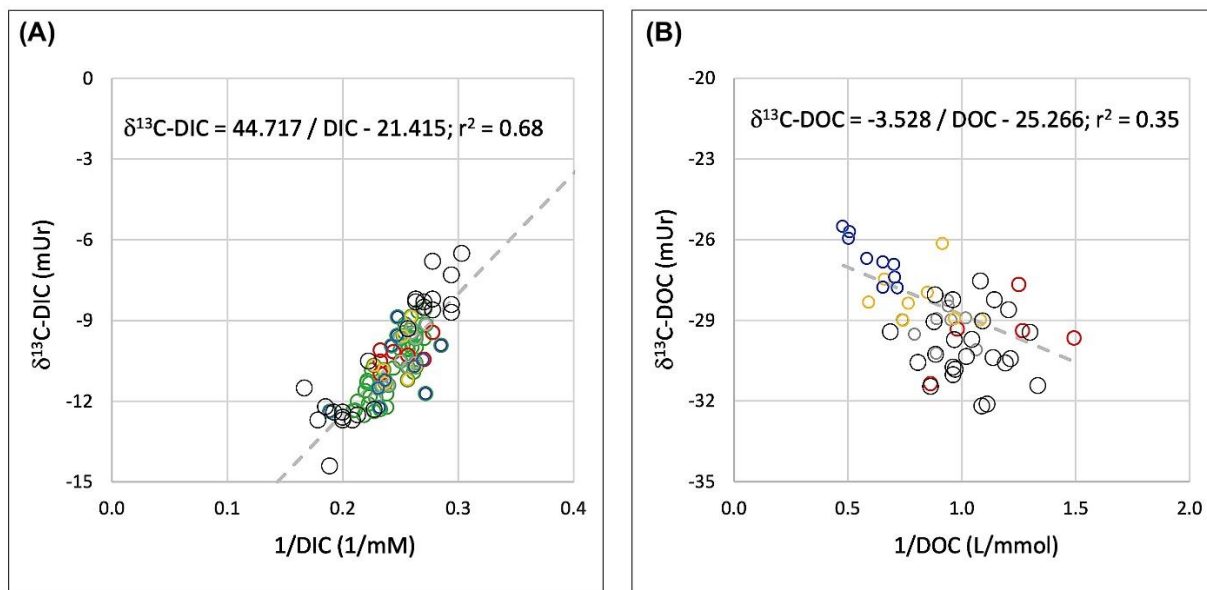 (A)
δ¹³C-DIC = 44.717 / DIC - 21.415; r² = 0.68
δ¹³C-DIC (mUr)
0
-3
-6
-9
-12
-15
0.0 0.1 0.2 0.3 0.4
1/DIC (1/mM)
(B)
δ¹³C-DOC = -3.528 / DOC - 25.266; r² = 0.35
δ¹³C-DOC (mUr)
-20
-23
-26
-29
-32
-35
0.0 0.5 1.0 1.5 2.0
1/DOC (L/mmol)